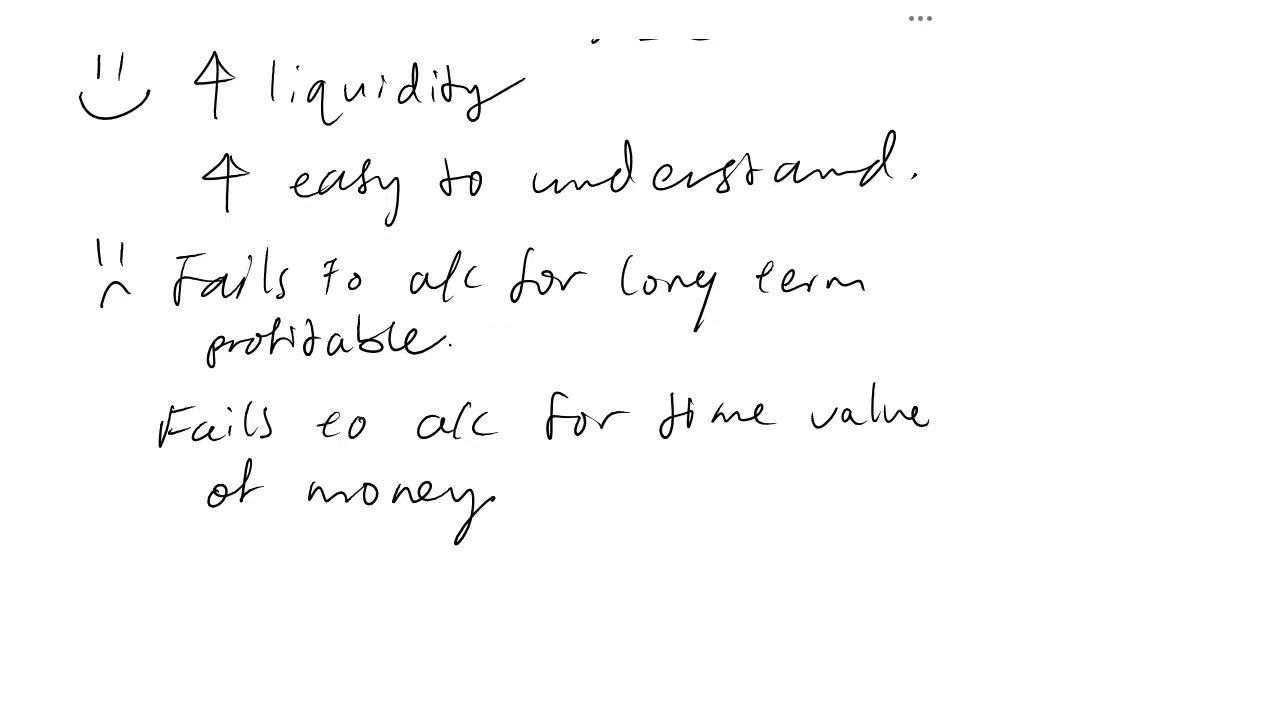 ↑ liquidity
↑ easy to understand.
Fails to a/c for long term
profitable.
Fails to a/c for time value
of money.